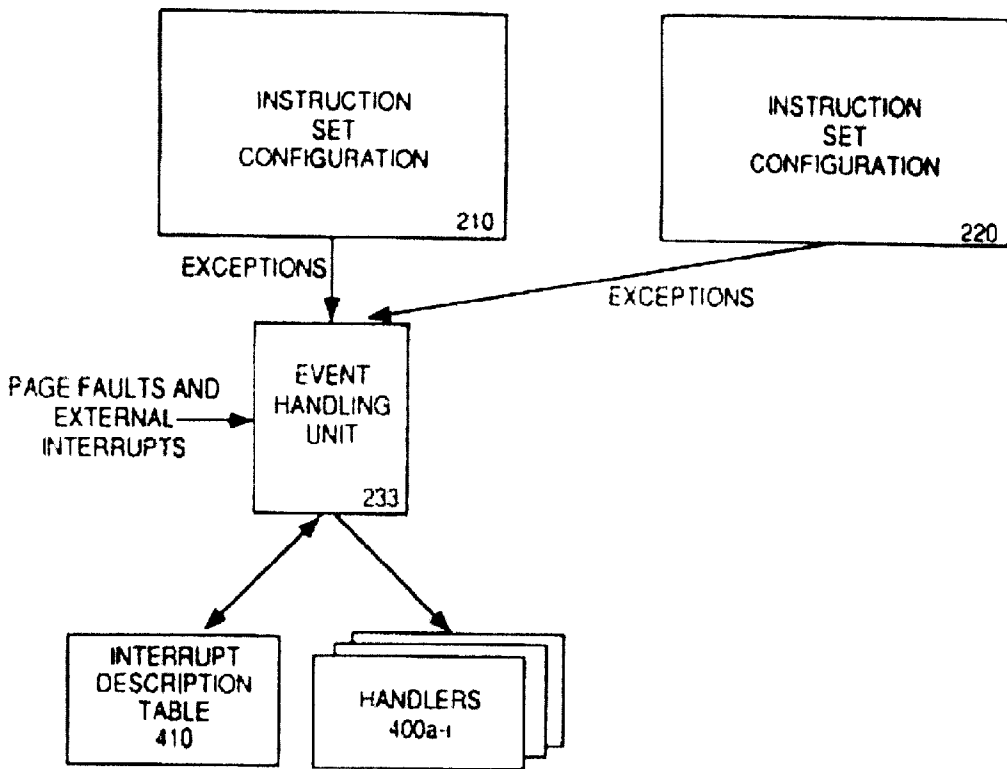 INSTRUCTION
SET
CONFIGURATION
210
INSTRUCTION
SET
CONFIGURATION
220
EXCEPTIONS
EXCEPTIONS
PAGE FAULTS AND
EXTERNAL
INTERRUPTS
EVENT
HANDLING
UNIT
233
INTERRUPT
DESCRIPTION
TABLE
410
HANDLERS
400a-i